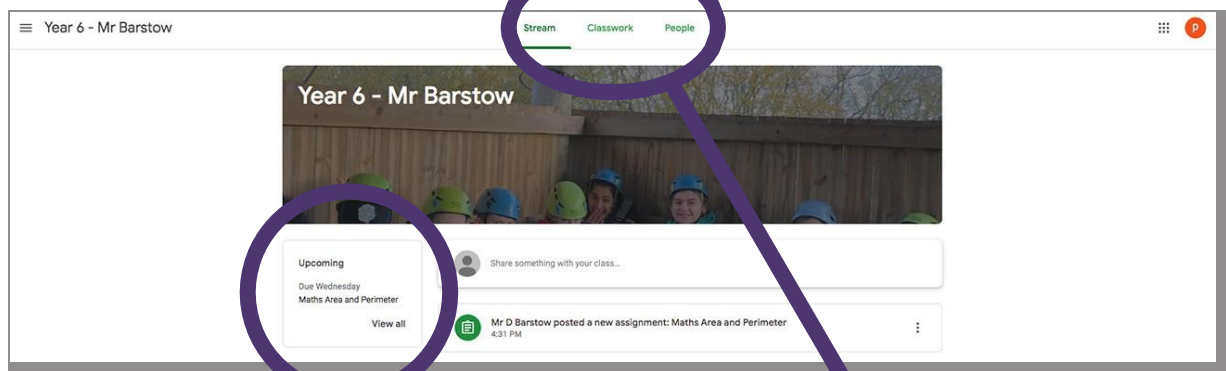 Year 6 - Mr Barstow
Stream Classwork People
P
Year 6 - Mr Barstow
Upcoming
Due Wednesday
Maths Area and Perimeter
View all
Share something with your class...
Mr D Barstow posted a new assignment: Maths Area and Perimeter
4:31 PM